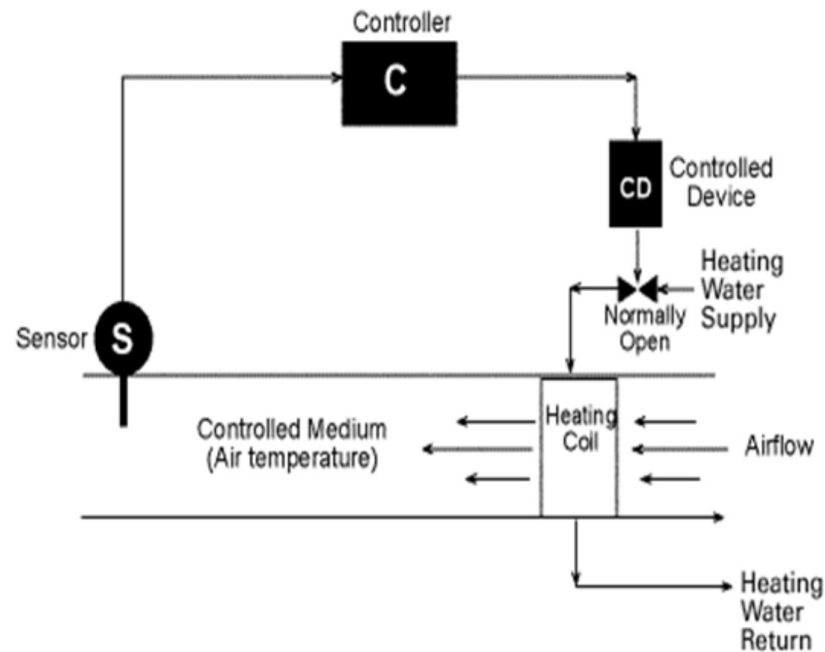 Controller
C
CD
Controlled
Device
Heating
Water
Supply
Normally
Open
Sensor
S
Controlled Medium
(Air temperature)
Heating
Coil
Airflow
Heating
Water
Return